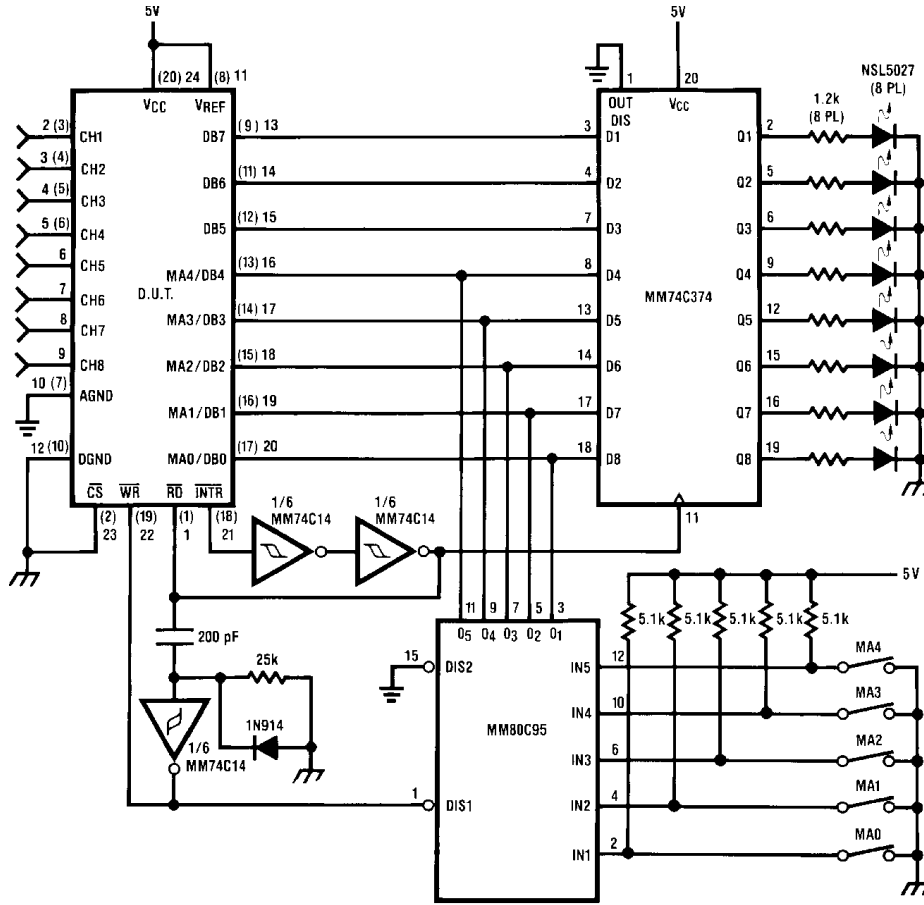 5V
5V
(20) 24
(8) 11
1
20
NSL5027
(8 PL)
1.2k
(8 PL)
VCC
VREF
OUT
DIS
VCC
2 (3)
CH1
DB7
(9) 13
3
D1
Q1
2
3 (4)
CH2
DB6
(11) 14
4
D2
Q2
5
4 (5)
CH3
DB5
(12) 15
7
D3
Q3
6
5 (6)
CH4
6
CH5
MA4/DB4
(13) 16
8
D4
Q4
9
D.U.T.
MM74C374
7
CH6
MA3/DB3
(14) 17
13
D5
Q5
12
8
CH7
9
CH8
MA2/DB2
(15) 18
14
D6
Q6
15
10 (7)
AGND
MA1/DB1
(16) 19
17
D7
Q7
16
12 (10)
DGND
MA0/DB0
(17) 20
18
D8
Q8
19
CS
WR
RD
INTR
(2)
23
(19)
22
(1)
1
(18)
21
1/6
MM74C14
1/6
MM74C14
11
5V
200 pF
11 9 7 5 3
O5 O4 O3 O2 O1
5.1k 5.1k 5.1k 5.1k 5.1k
15
DIS2
IN5
12
MA4
25k
1N914
1/6
MM74C14
MM80C95
IN4
10
MA3
IN3
6
MA2
1
DIS1
IN2
4
MA1
IN1
2
MA0